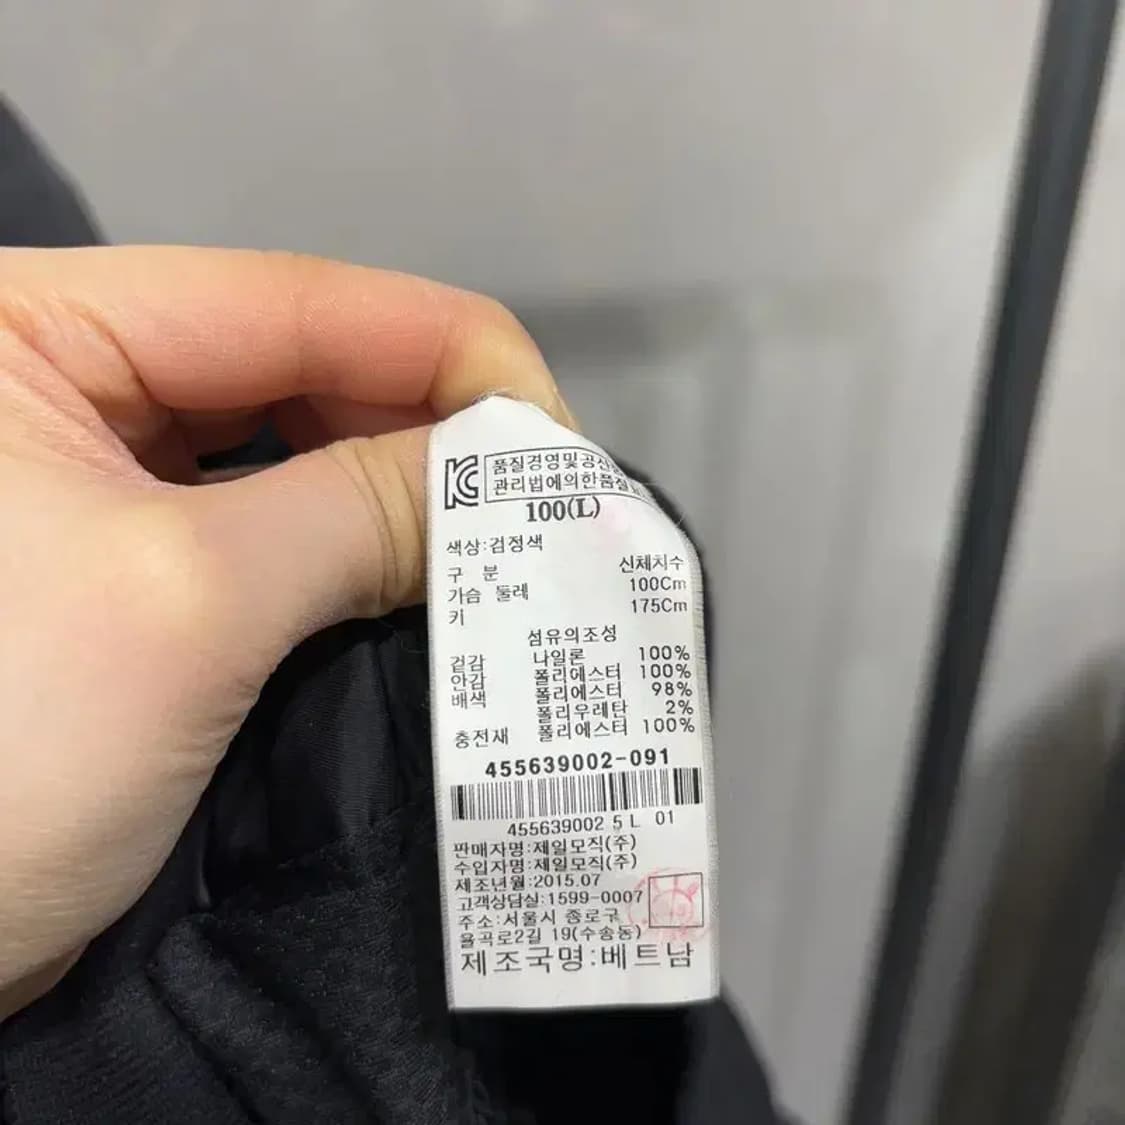 KC
품질경영및공산
관리법에의한품질
100(L)
색상:검정색
구 분 신체치수
가슴 둘레 100Cm
키 175Cm
섬유의조성
겉감 나일론 100%
안감 폴리에스터 100%
배색 폴리에스터 98%
폴리우레탄 2%
충전재 폴리에스터 100%
455639002-091
455639002 5 L 01
판매자명:제일모직(주)
수입자명:제일모직(주)
제조년월:2015.07
고객상담실:1599-0007
주소:서울시 종로구
율곡로2길 19(수송동)
제조국명:베트남